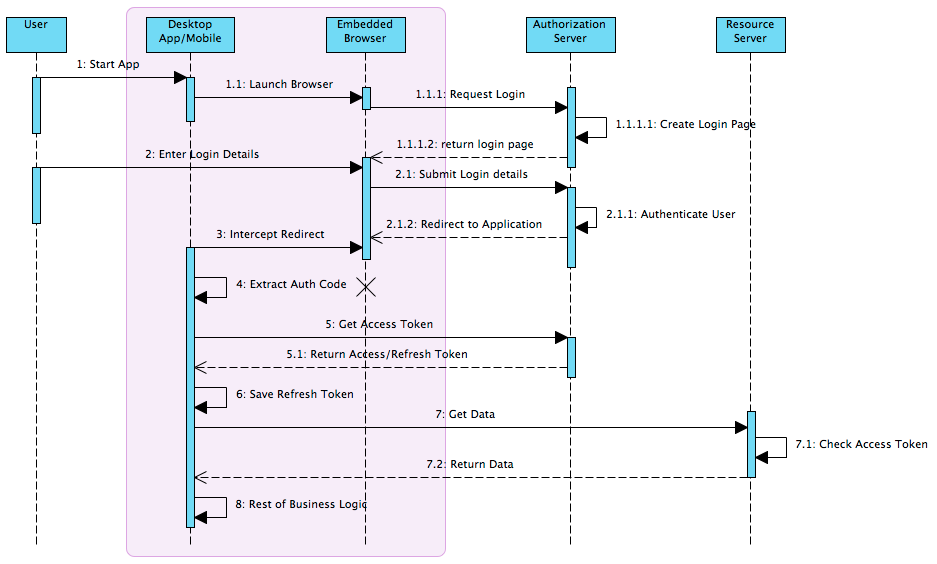 User
Desktop
App/Mobile
Embedded
Browser
Authorization
Server
Resource
Server
1: Start App
1.1: Launch Browser
1.1.1: Request Login
1.1.1.1: Create Login Page
1.1.1.2: return login page
2: Enter Login Details
2.1: Submit Login details
2.1.1: Authenticate User
2.1.2: Redirect to Application
3: Intercept Redirect
4: Extract Auth Code
5: Get Access Token
5.1: Return Access/Refresh Token
6: Save Refresh Token
7: Get Data
7.1: Check Access Token
7.2: Return Data
8: Rest of Business Logic